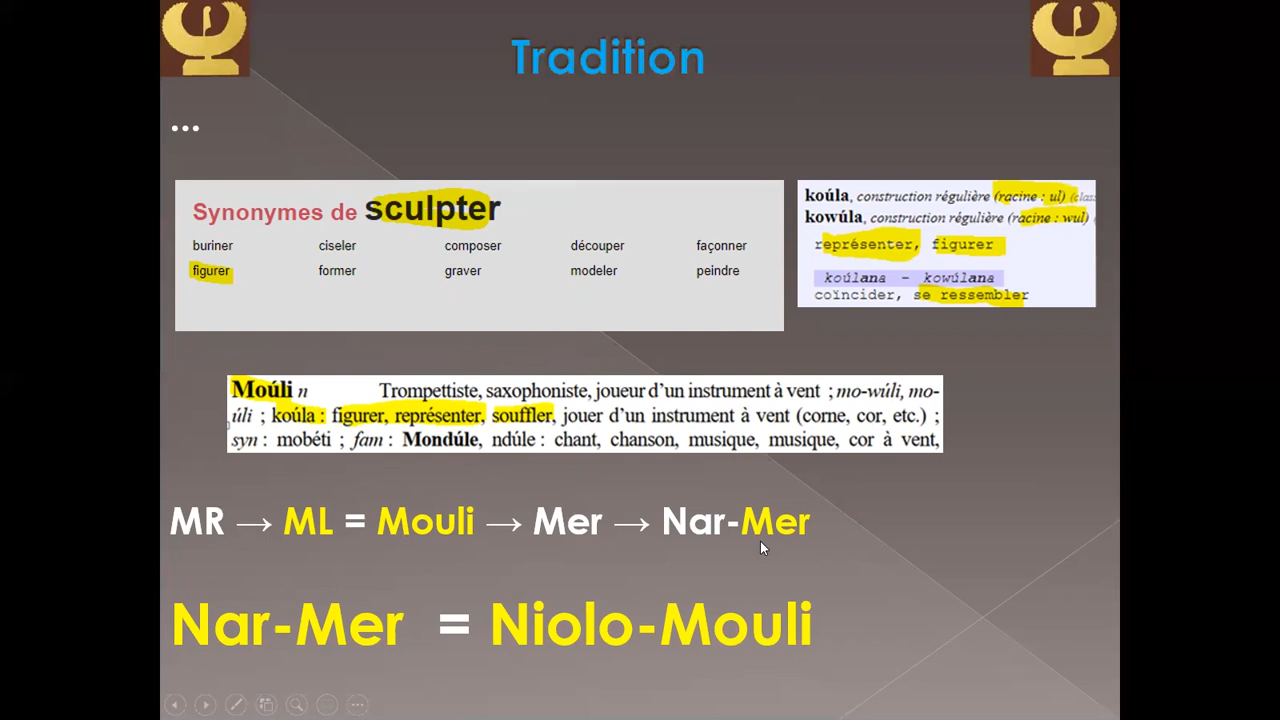 Tradition
...
Synonymes de sculpter
buriner ciseler composer découper façonner
figurer former graver modeler peindre
koúla, construction régulière (racine : ul)
kowúla, construction régulière (racine : wul)
représenter, figurer
koúlana – kowúlana
coïncider, se ressembler
Moúli n Trompettiste, saxophoniste, joueur d’un instrument à vent ; mo-wúli, mo-
úli ; koúla : figurer, représenter, souffler, jouer d’un instrument à vent (corne, cor, etc.) ;
syn : mobéti ; fam : Mondúle, ndúle : chant, chanson, musique, musique, cor à vent,
MR → ML = Mouli → Mer → Nar-Mer
Nar-Mer = Niolo-Mouli